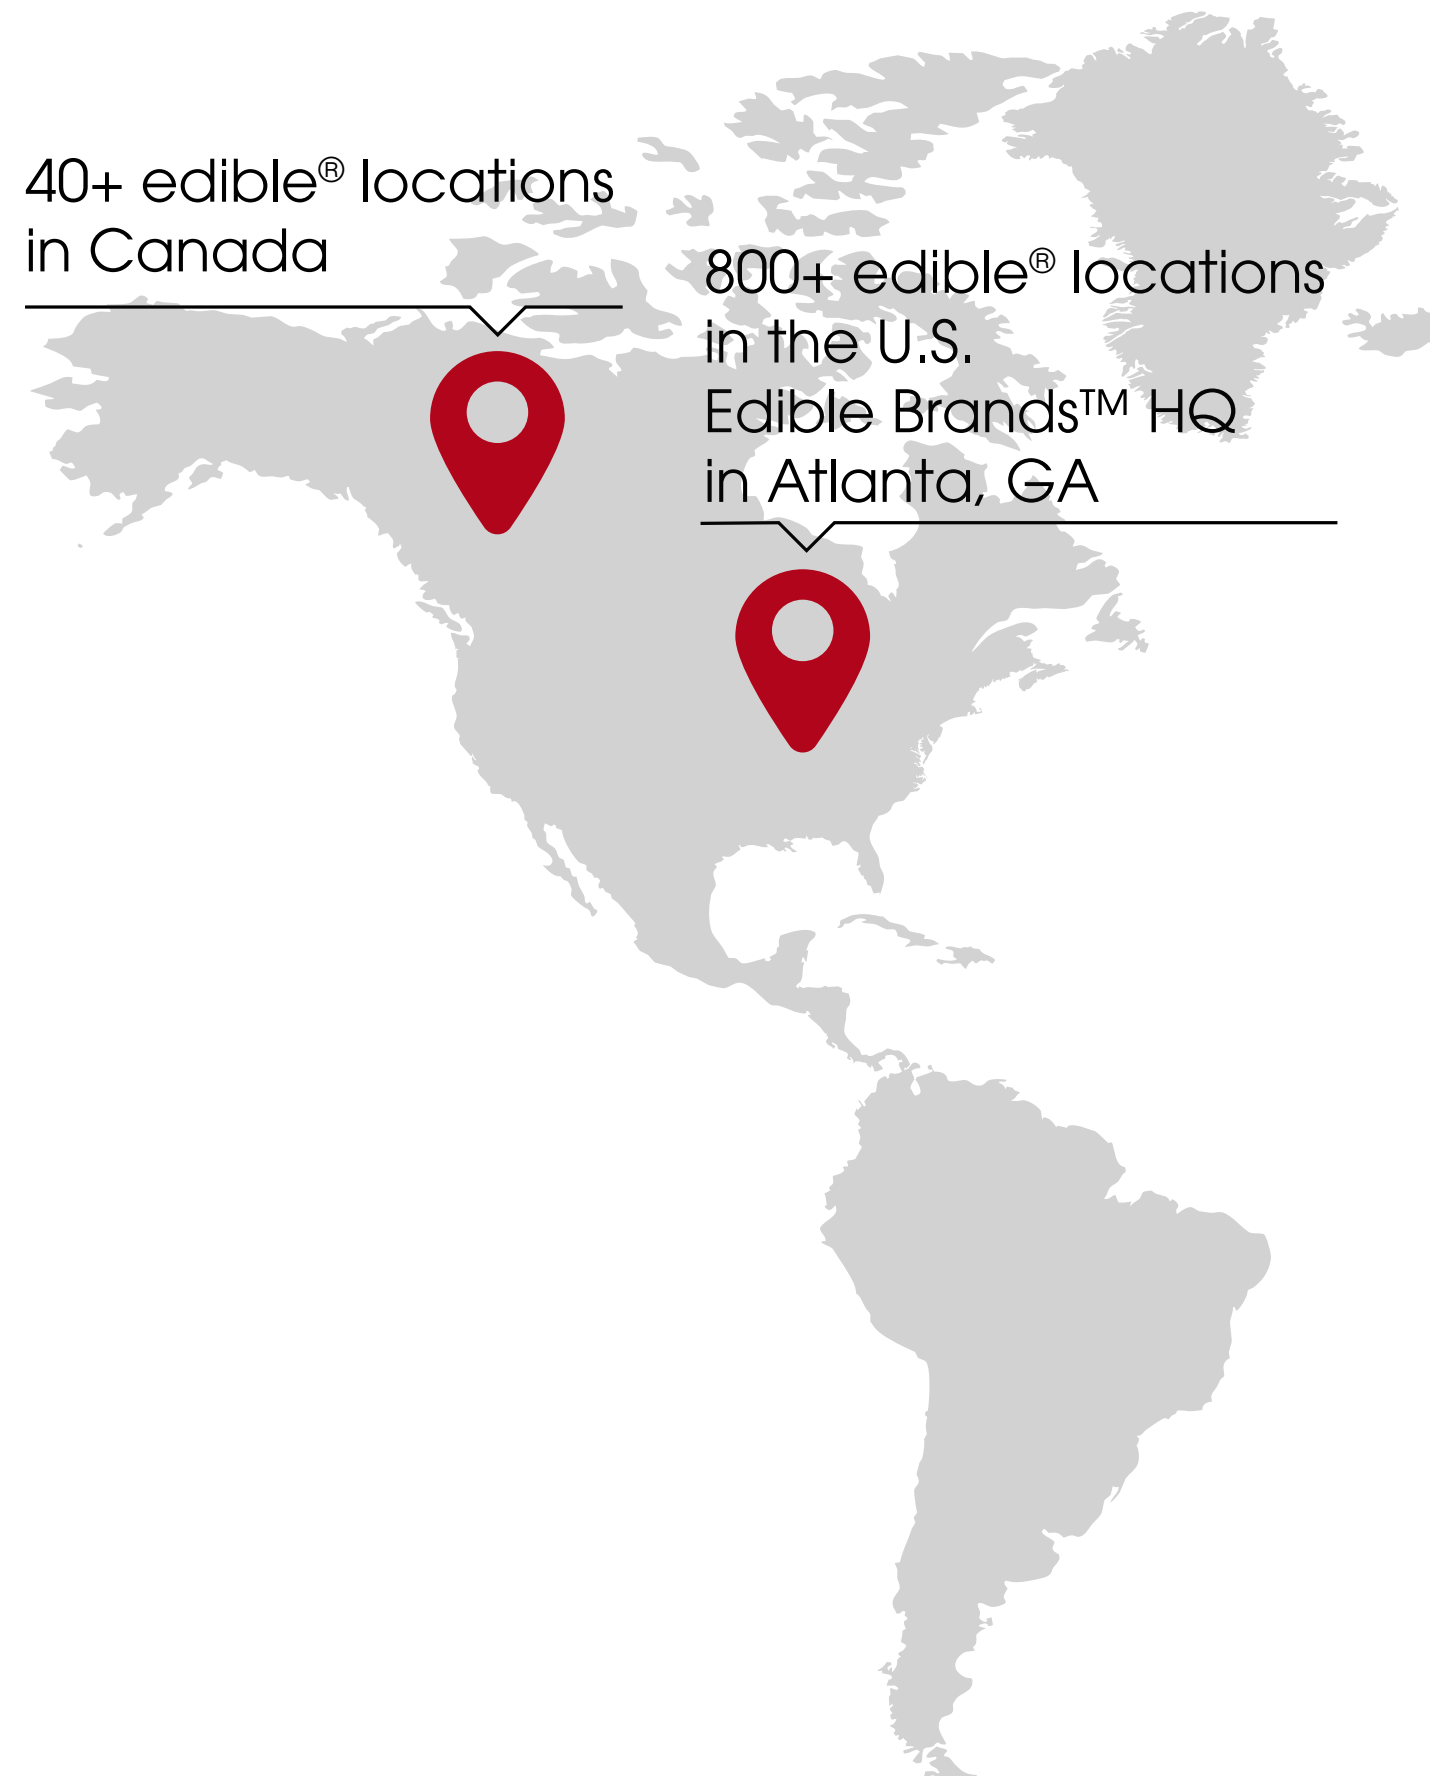 40+ edible® locations
in Canada
800+ edible® locations
in the U.S.
Edible Brands™ HQ
in Atlanta, GA